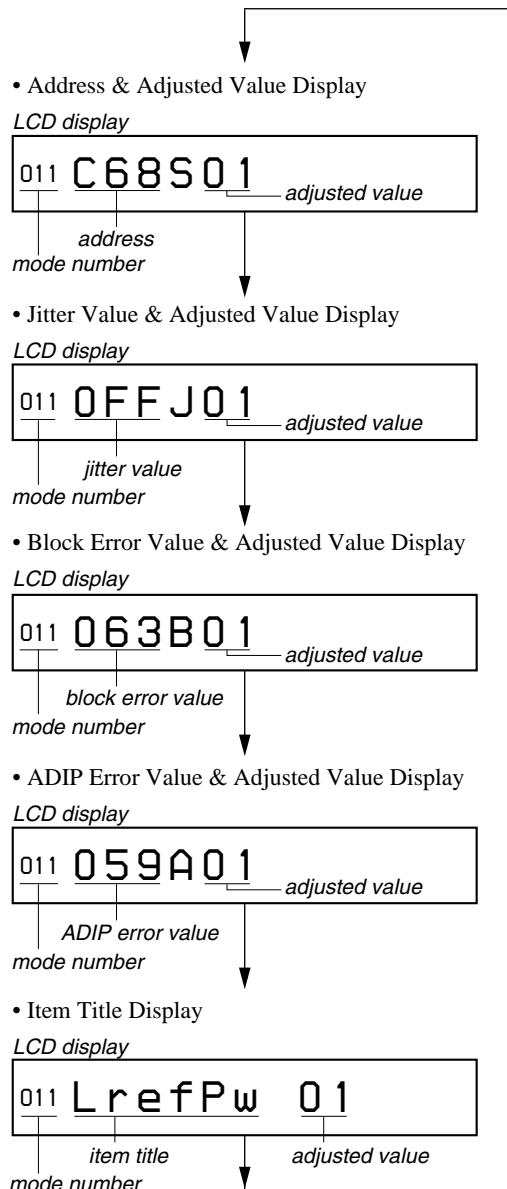 • Address & Adjusted Value Display
LCD display
011 C68S01
adjusted value
address
mode number
• Jitter Value & Adjusted Value Display
LCD display
011 0FFJ01
adjusted value
jitter value
mode number
• Block Error Value & Adjusted Value Display
LCD display
011 063B01
adjusted value
block error value
mode number
• ADIP Error Value & Adjusted Value Display
LCD display
011 059A01
adjusted value
ADIP error value
mode number
• Item Title Display
LCD display
011 LrefPw 01
item title adjusted value
mode number